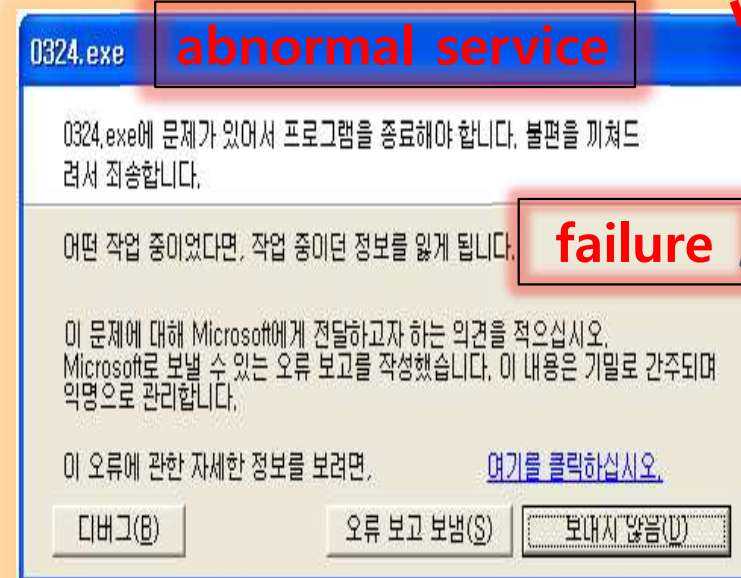 0324.exe
abnormal service
0324.exe에 문제가 있어서 프로그램을 종료해야 합니다. 불편을 끼쳐드
려서 죄송합니다.
어떤 작업 중이었다면, 작업 중이던 정보를 잃게 됩니다.
failure
이 문제에 대해 Microsoft에게 전달하고자 하는 의견을 적으십시오.
Microsoft로 보낼 수 있는 오류 보고를 작성했습니다. 이 내용은 기밀로 간주되며
익명으로 관리합니다.
이 오류에 관한 자세한 정보를 보려면,
여기를 클릭하십시오.
디버그(B)
오류 보고 보냄(S)
보내지 않음(D)